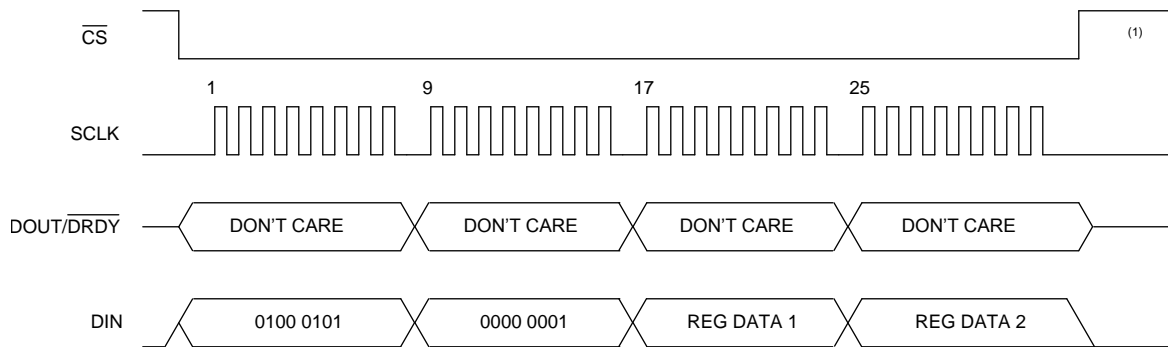 CS
(1)
1 9 17 25
SCLK
DOUT/DRDY DON'T CARE DON'T CARE DON'T CARE DON'T CARE
DIN 0100 0101 0000 0001 REG DATA 1 REG DATA 2